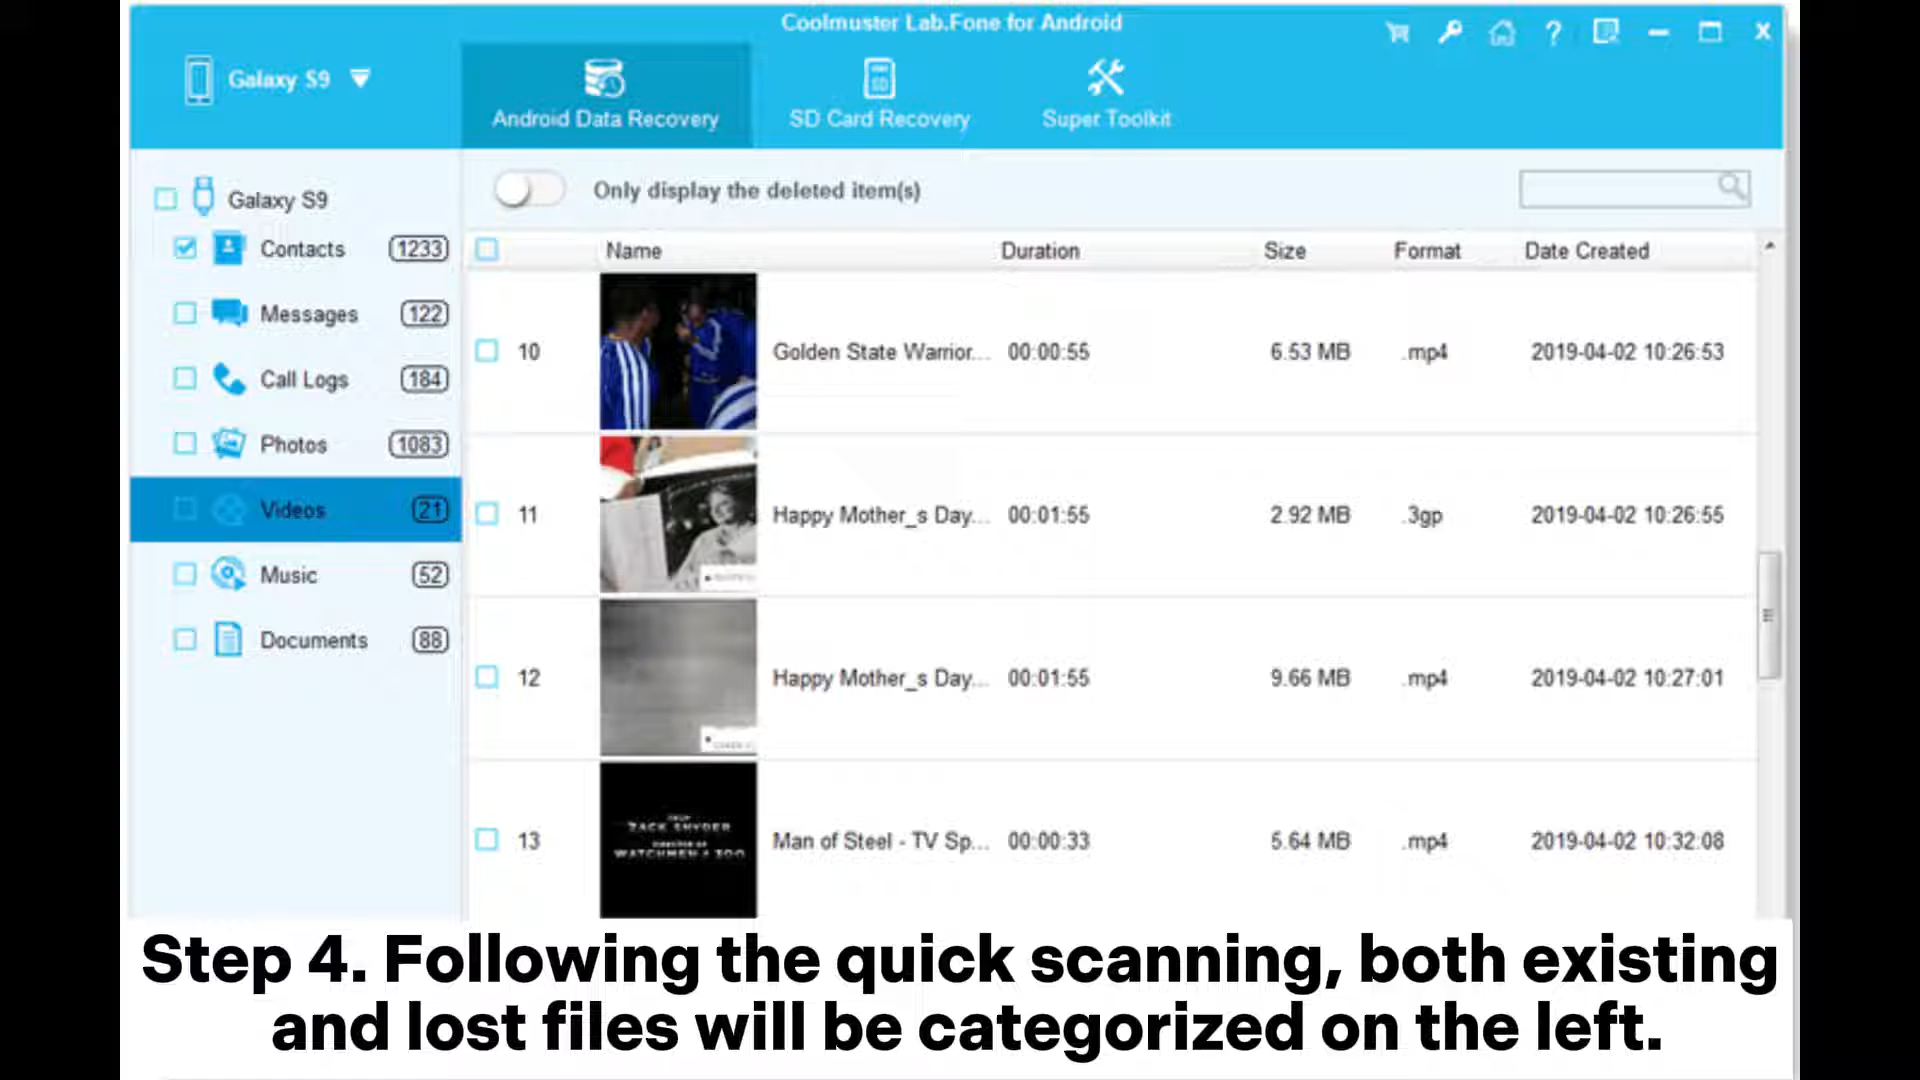 Coolmuster Lab.Fone for Android
Galaxy S9
Android Data Recovery
SD
SD Card Recovery
Super Toolkit
?
Galaxy S9
Only display the deleted item(s)
Contacts 1233
Name Duration Size Format Date Created
Messages 122
Call Logs 184
Photos 1083
Videos 21
Music 52
Documents 88
10 Golden State Warrior... 00:00:55 6.53 MB .mp4 2019-04-02 10:26:53
11 Happy Mother_s Day... 00:01:55 2.92 MB .3gp 2019-04-02 10:26:55
12 Happy Mother_s Day... 00:01:55 9.66 MB .mp4 2019-04-02 10:27:01
ZACK SNYDER
WATCHMEN
300
13 Man of Steel - TV Sp... 00:00:33 5.64 MB .mp4 2019-04-02 10:32:08
Step 4. Following the quick scanning, both existing
and lost files will be categorized on the left.